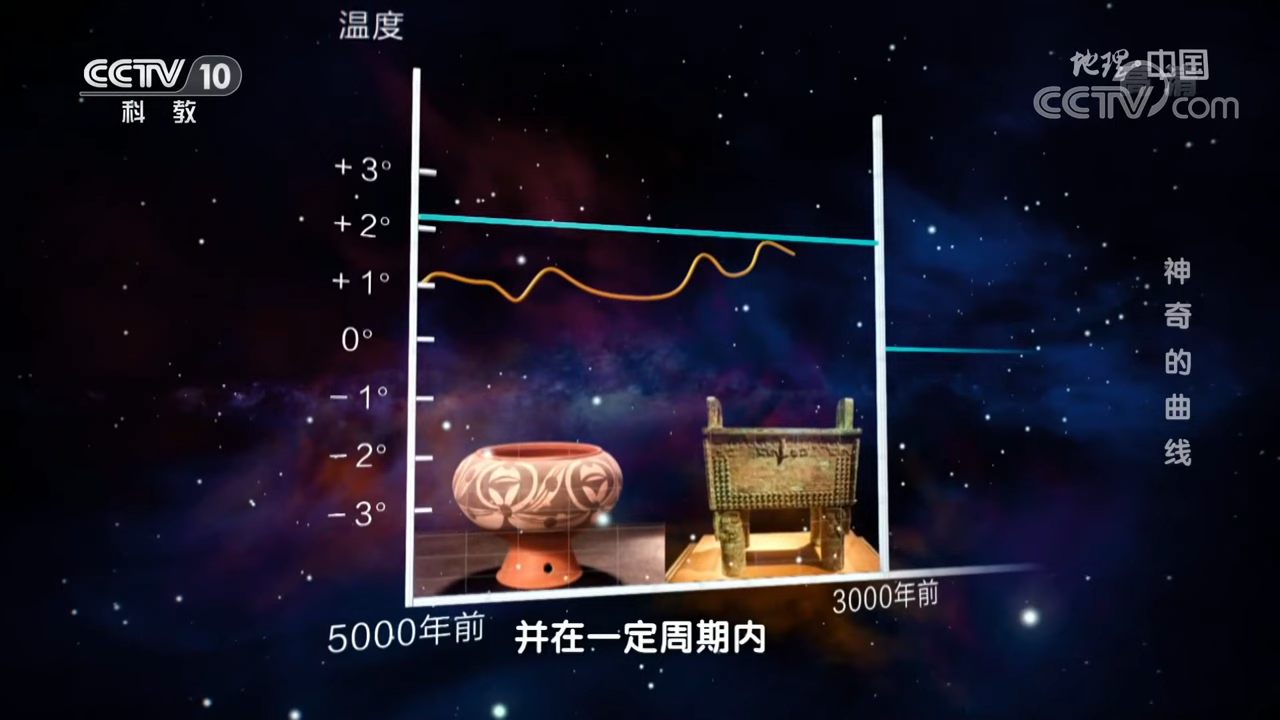 温度
CCTV 10
科教
地理·中国
高清
CCTV.com
+3°
+2°
+1°
0°
-1°
-2°
-3°
神奇的曲线
5000年前
3000年前
并在一定周期内